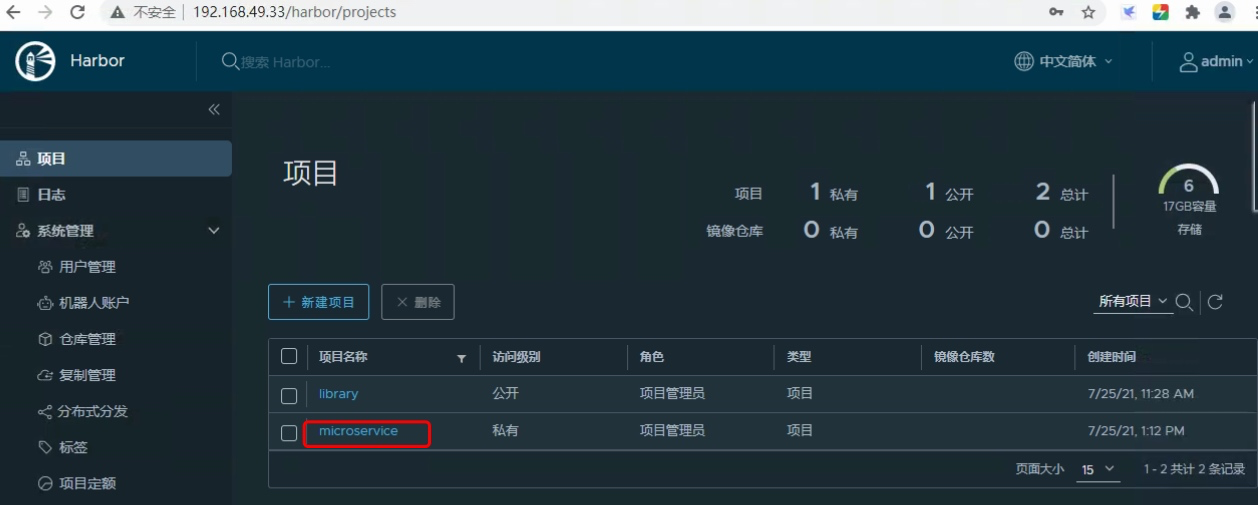 不安全 | 192.168.49.33/harbor/projects
Harbor
搜索 Harbor...
中文简体
admin
项目
日志
系统管理
用户管理
机器人账户
仓库管理
复制管理
分布式分发
标签
项目定额
项目
项目 1 私有 1 公开 2 总计
镜像仓库 0 私有 0 公开 0 总计
6
17GB容量
存储
新建项目
删除
所有项目
项目名称 访问级别 角色 类型 镜像仓库数 创建时间
library 公开 项目管理员 项目 7/25/21, 11:28 AM
microservice 私有 项目管理员 项目 7/25/21, 1:12 PM
页面大小 15 1 - 2 共计 2 条记录